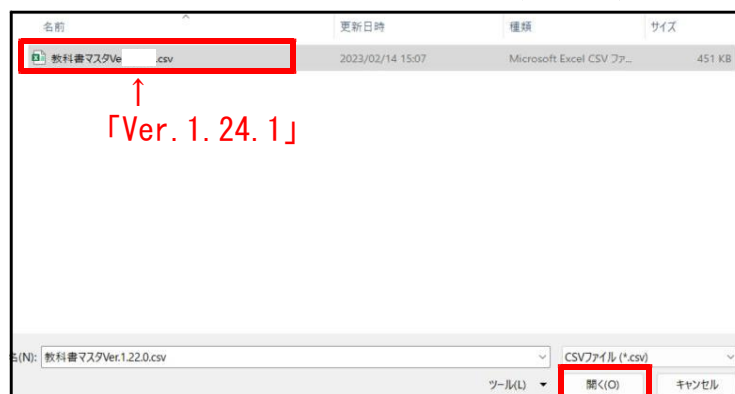 名前 更新日時 種類 サイズ
教科書マスタVe .csv 2023/02/14 15:07 Microsoft Excel CSV ファ... 451 KB
↑
「Ver.1.24.1」
名(N): 教科書マスタVer.1.22.0.csv CSVファイル (*.csv)
ツール(L) 開く(O) キャンセル